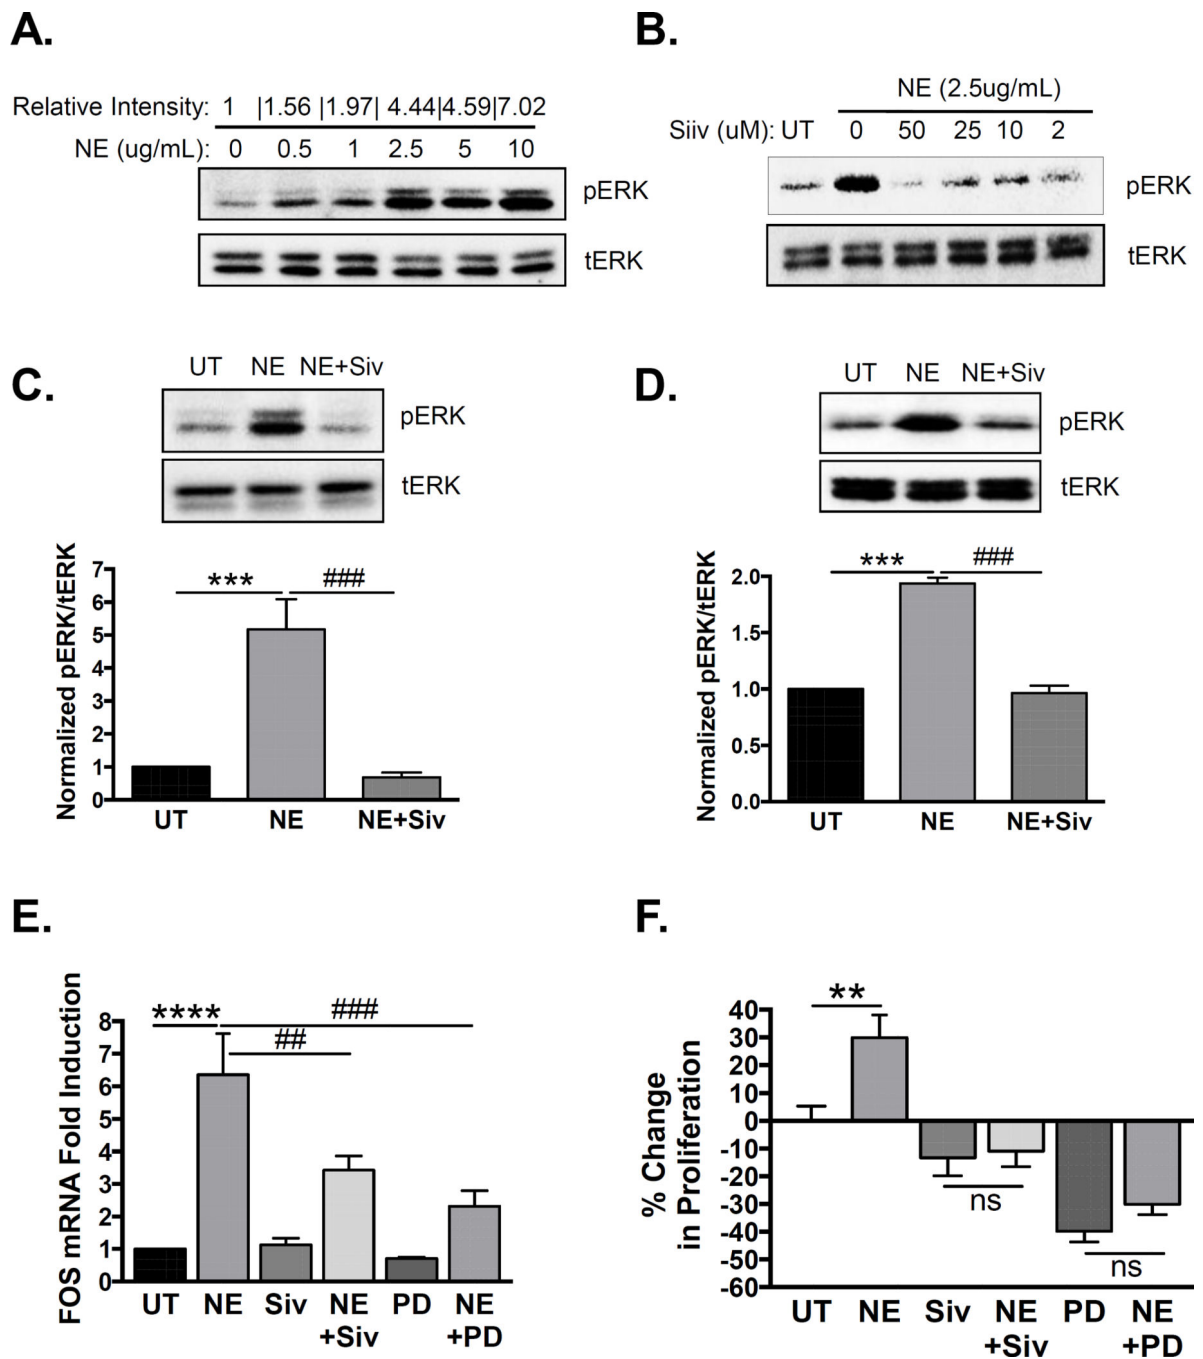 A.
Relative Intensity: 1 |1.56 |1.97| 4.44|4.59|7.02
NE (ug/mL): 0 0.5 1 2.5 5 10
pERK
tERK
B.
NE (2.5ug/mL)
Siiv (uM): UT 0 50 25 10 2
pERK
tERK
C.
UT NE NE+Siv
pERK
tERK
Normalized pERK/tERK
7
6
5
4
3
2
1
0
*** ###
UT NE NE+Siv
D.
UT NE NE+Siv
pERK
tERK
Normalized pERK/tERK
2.0
1.5
1.0
0.5
0.0
*** ###
UT NE NE+Siv
E.
FOS mRNA Fold Induction
8
7
6
5
4
3
2
1
0
**** ###
##
UT NE Siv NE PD NE
+Siv +PD
F.
% Change
in Proliferation
40
30
20
10
0
-10
-20
-30
-40
-50
-60
**
ns
ns
UT NE Siv NE PD NE
+Siv +PD